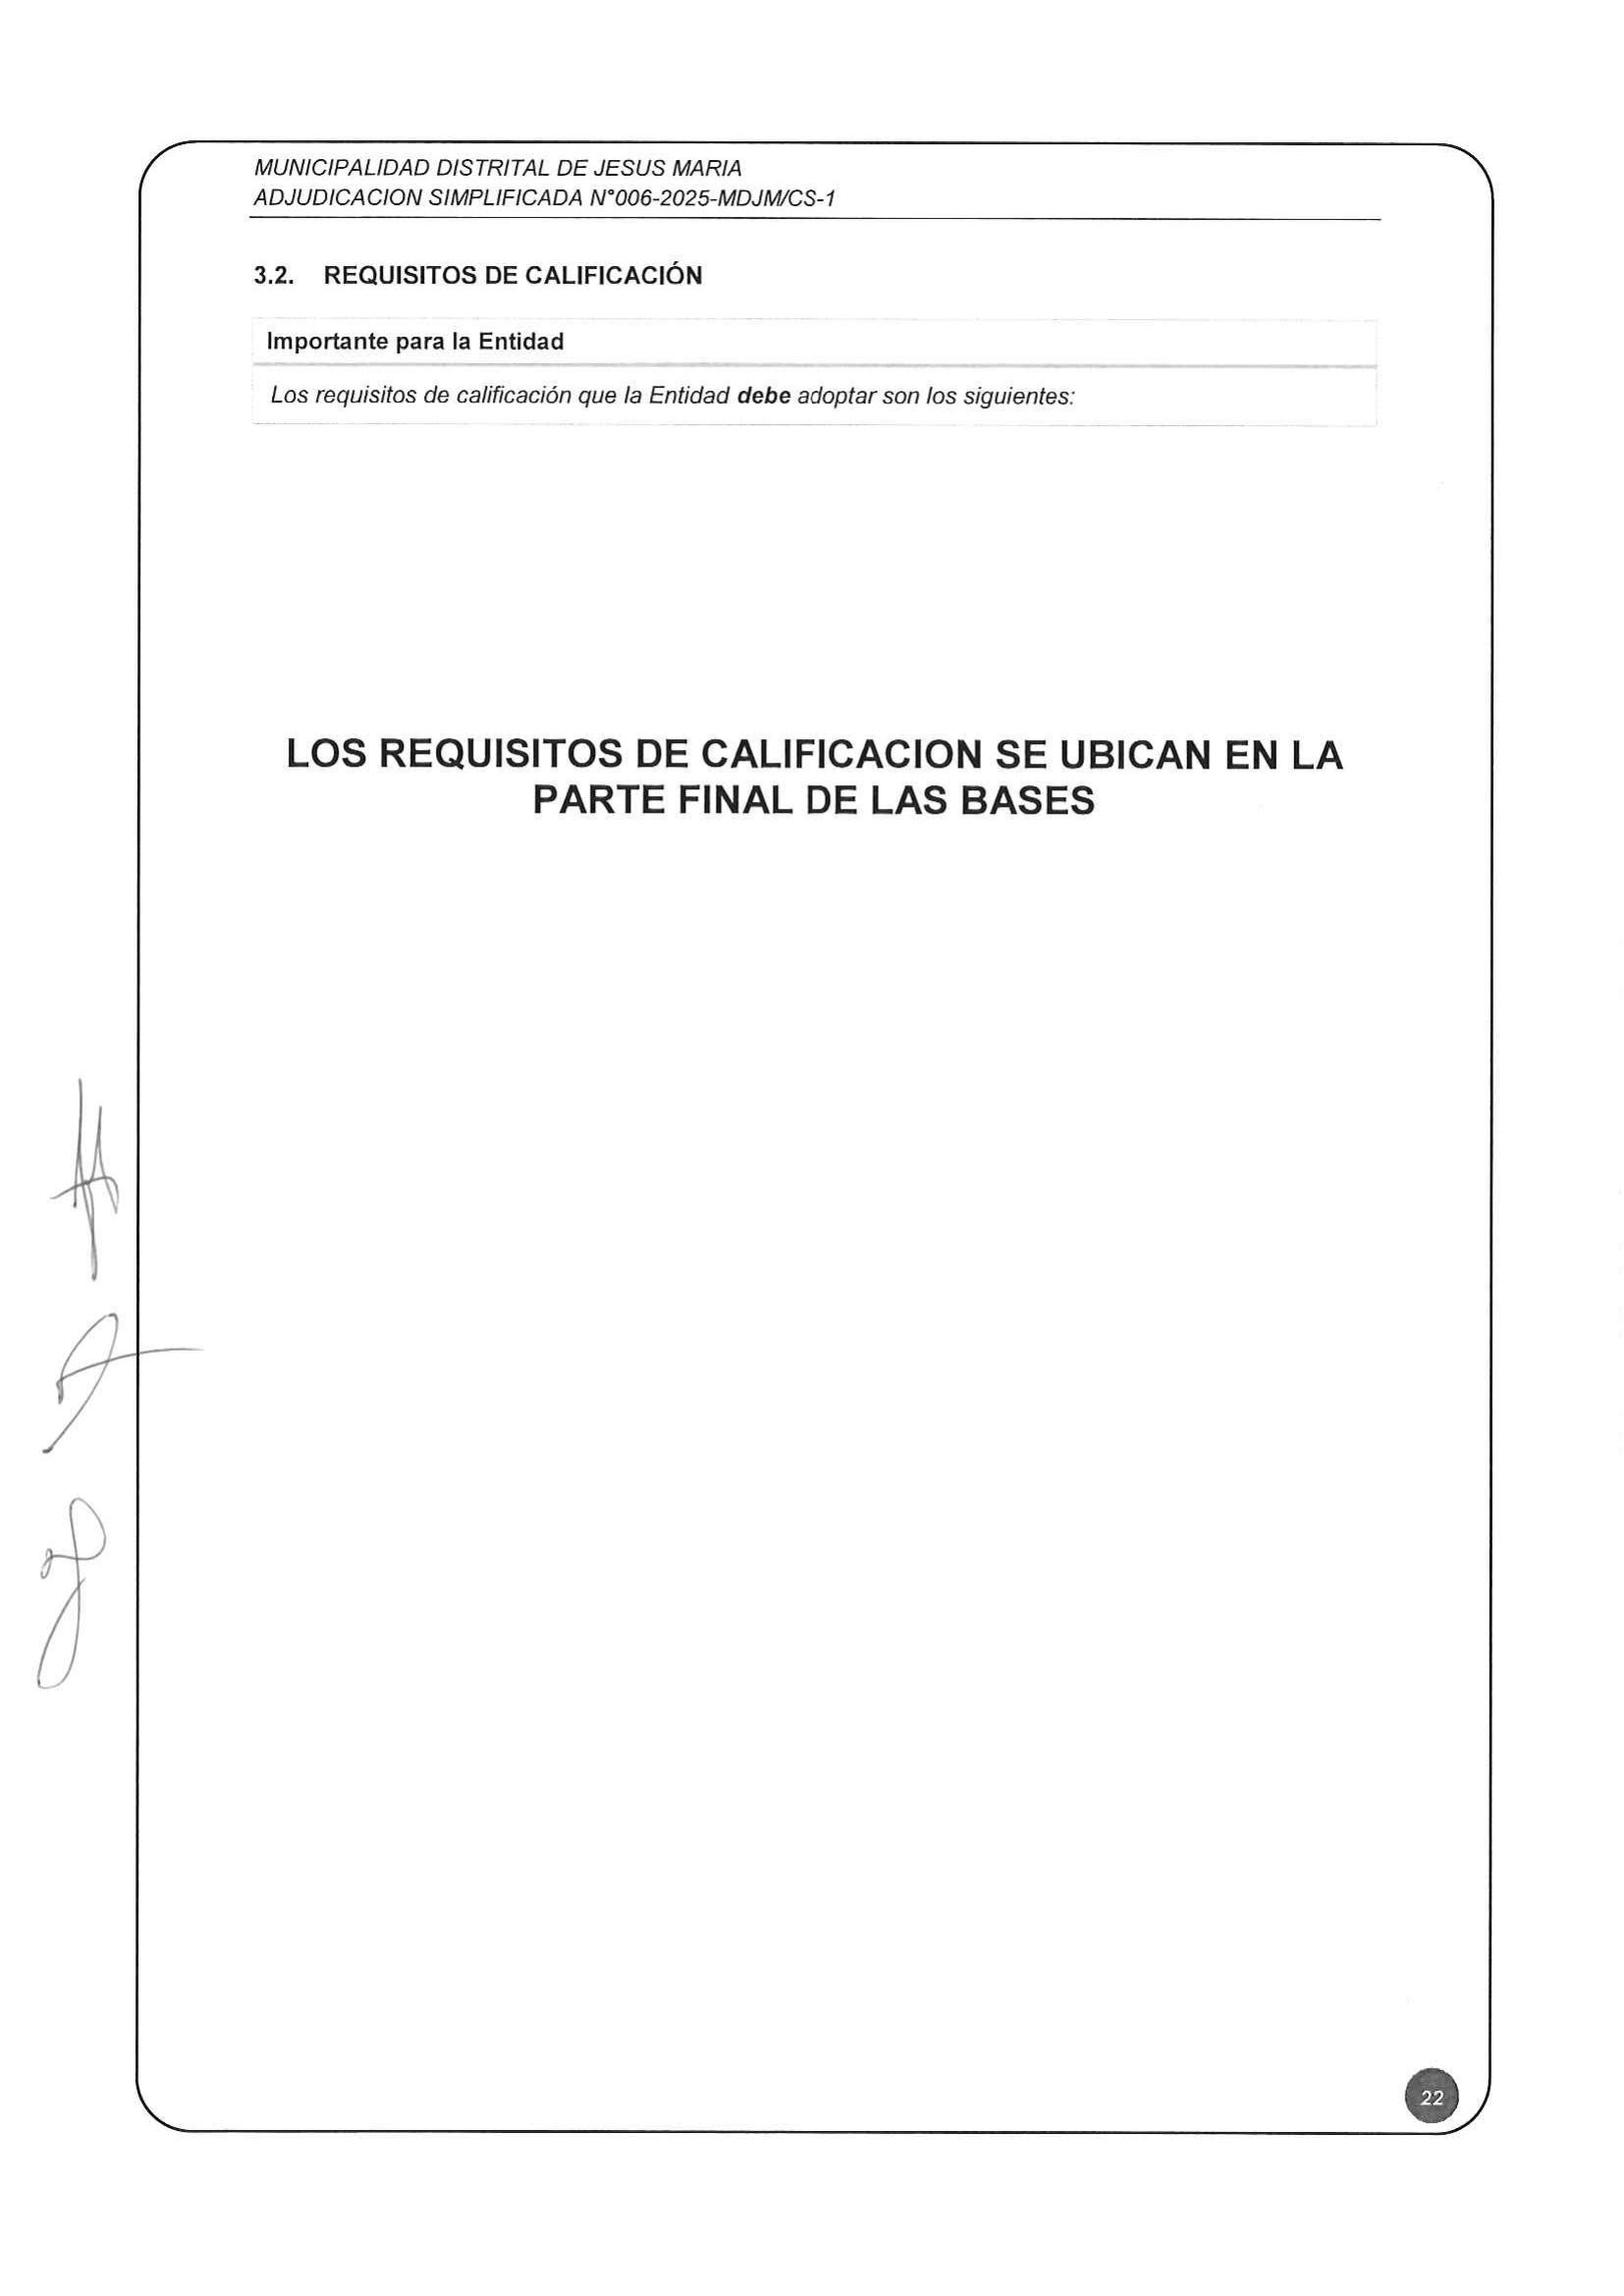 MUNICIPALIDAD DISTRITAL DE JESUS MARIA
ADJUDICACION SIMPLIFICADA N°006-2025-MDJM/CS-1
3.2. REQUISITOS DE CALIFICACIÓN
Importante para la Entidad
Los requisitos de calificación que la Entidad debe adoptar son los siguientes:
LOS REQUISITOS DE CALIFICACION SE UBICAN EN LA
PARTE FINAL DE LAS BASES
22